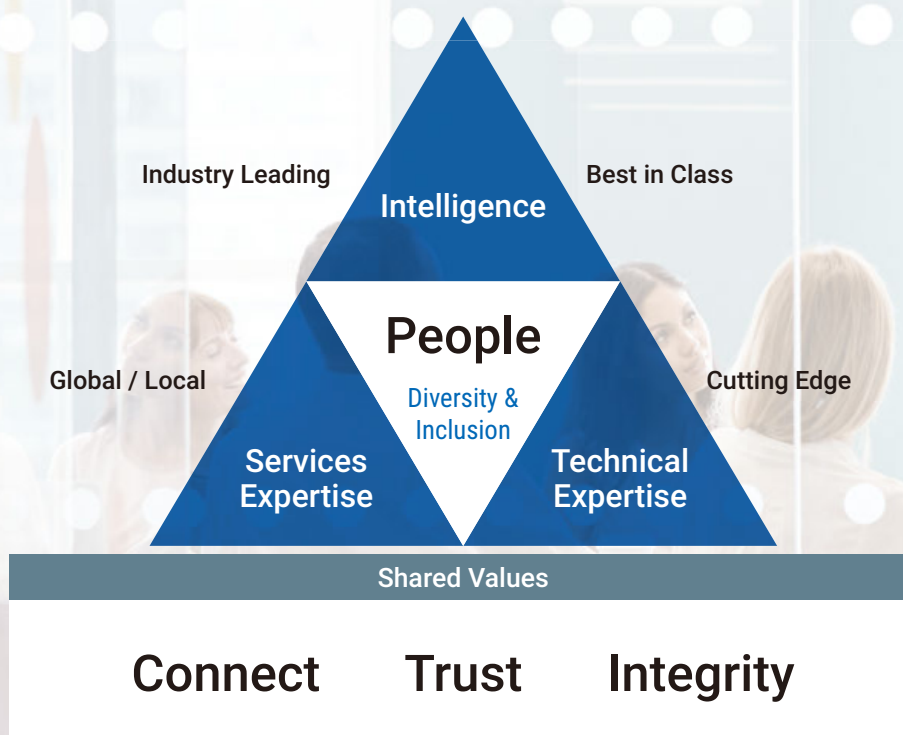 Industry Leading
Best in Class
Intelligence
People
Global / Local
Cutting Edge
Diversity &
Inclusion
Services
Expertise
Technical
Expertise
Shared Values
Connect Trust Integrity